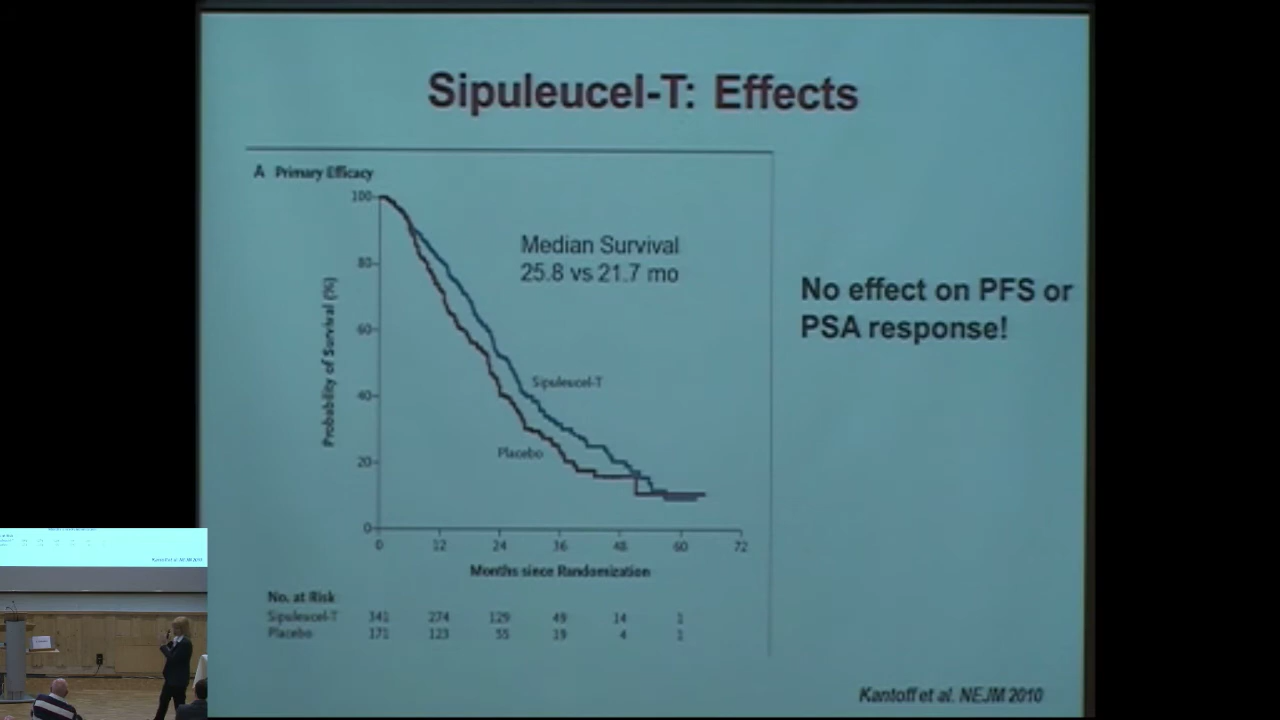 Sipuleucel-T: Effects
A Primary Efficacy
100
80
60
40
20
0
Probability of Survival (%)
Median Survival
25.8 vs 21.7 mo
Sipuleucel-T
Placebo
0 12 24 36 48 60 72
Months since Randomization
No. at Risk
Sipuleucel-T 341 274 129 49 14 1
Placebo 171 123 55 19 4 1
No effect on PFS or
PSA response!
Kantoff et al. NEJM 2010